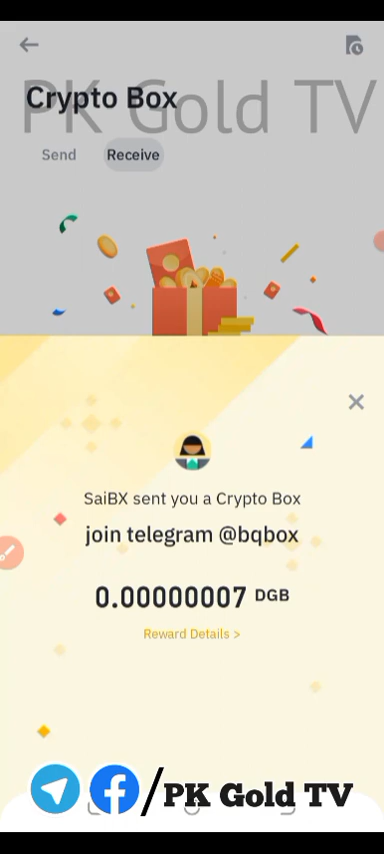 PK Gold TV
Crypto Box
Send
Receive
SaiBX sent you a Crypto Box
join telegram @bqbox
0.00000007 DGB
Reward Details >
/PK Gold TV